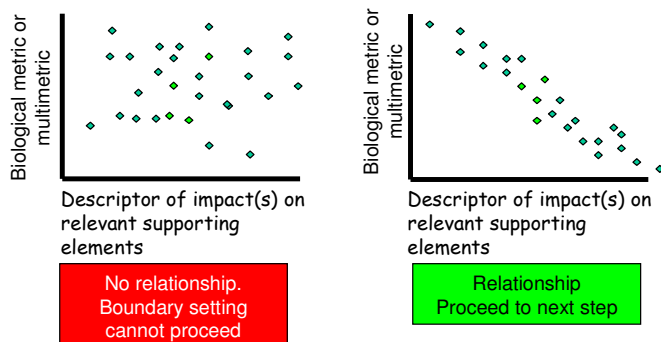 Biological metric or
multimetric
Descriptor of impact(s) on
relevant supporting
elements
No relationship.
Boundary setting
cannot proceed
Biological metric or
multimetric
Descriptor of impact(s) on
relevant supporting
elements
Relationship
Proceed to next step